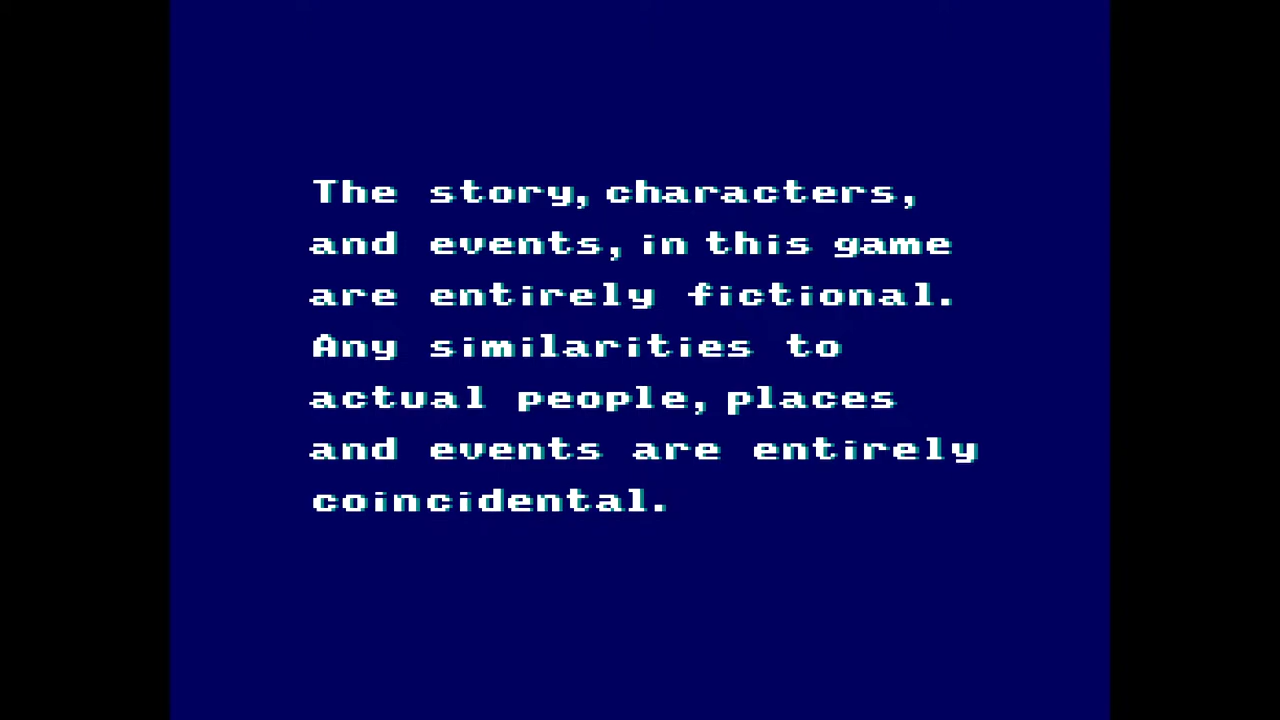 The story, characters,
and events, in this game
are entirely fictional.
Any similarities to
actual people, places
and events are entirely
coincidental.